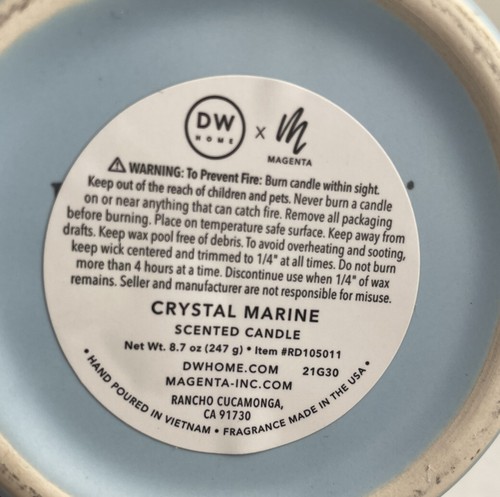 DW HOME x M MAGENTA
⚠ WARNING: To Prevent Fire: Burn candle within sight.
Keep out of the reach of children and pets. Never burn a candle
on or near anything that can catch fire. Remove all packaging
before burning. Place on temperature safe surface. Keep away from
drafts. Keep wax pool free of debris. To avoid overheating and sooting,
keep wick centered and trimmed to 1/4" at all times. Do not burn
more than 4 hours at a time. Discontinue use when 1/4" of wax
remains. Seller and manufacturer are not responsible for misuse.
CRYSTAL MARINE
SCENTED CANDLE
Net Wt. 8.7 oz (247 g) • Item #RD105011
DWHOME.COM 21G30
MAGENTA-INC.COM
RANCHO CUCAMONGA,
CA 91730
• HAND POURED IN VIETNAM • FRAGRANCE MADE IN THE USA •